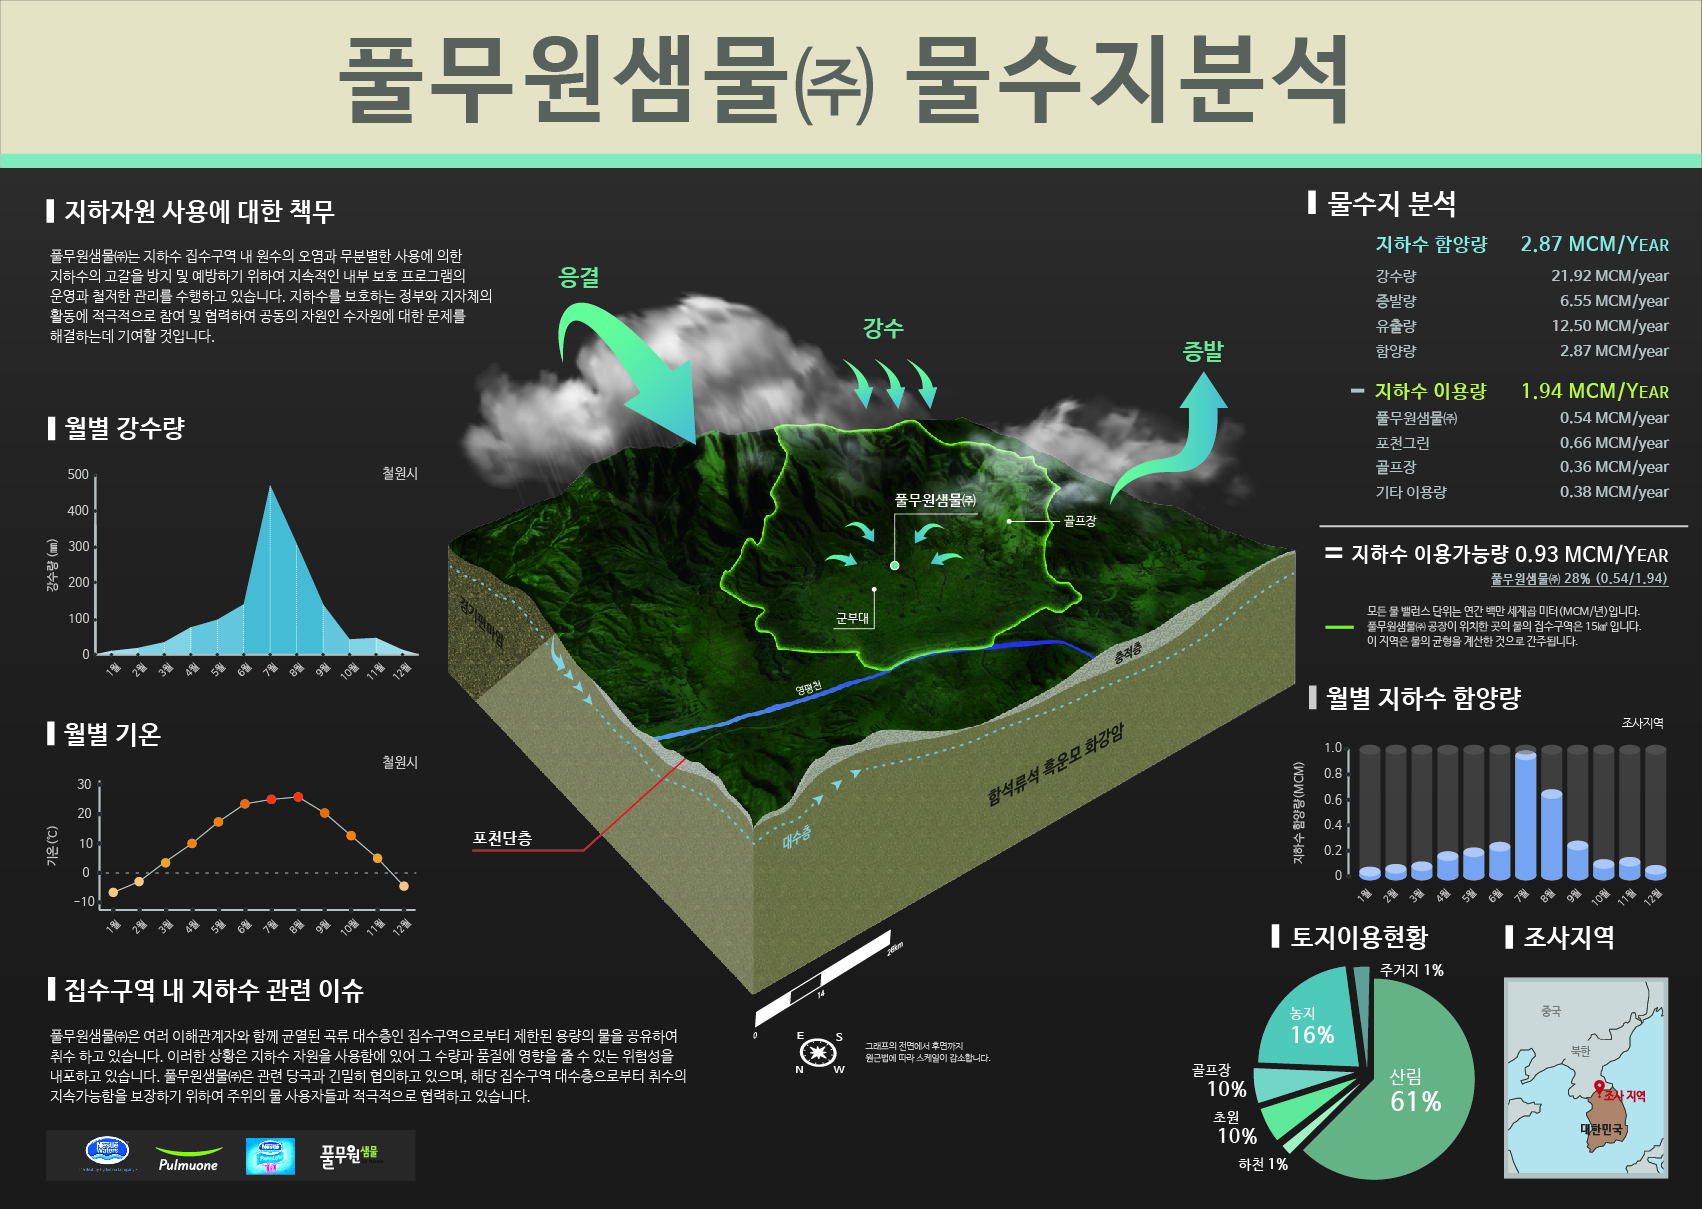 풀무원샘물㈜ 물수지분석
지하자원 사용에 대한 책무
풀무원샘물㈜는 지하수 집수구역 내 원수의 오염과 무분별한 사용에 의한
지하수의 고갈을 방지 및 예방하기 위하여 지속적인 내부 보호 프로그램의
운영과 철저한 관리를 수행하고 있습니다. 지하수를 보호하는 정부와 지자체의
활동에 적극적으로 참여 및 협력하여 공동의 자원인 수자원에 대한 문제를
해결하는데 기여할 것입니다.
월별 강수량
철원시
강수량 (㎜)
500
400
300
200
100
0
1월 2월 3월 4월 5월 6월 7월 8월 9월 10월 11월 12월
월별 기온
철원시
기온 (℃)
30
20
10
0
-10
1월 2월 3월 4월 5월 6월 7월 8월 9월 10월 11월 12월
집수구역 내 지하수 관련 이슈
풀무원샘물㈜은 여러 이해관계자와 함께 균열된 곡류 대수층인 집수구역으로부터 제한된 용량의 물을 공유하여
취수 하고 있습니다. 이러한 상황은 지하수 자원을 사용함에 있어 그 수량과 품질에 영향을 줄 수 있는 위험성을
내포하고 있습니다. 풀무원샘물㈜은 관련 당국과 긴밀히 협의하고 있으며, 해당 집수구역 대수층으로부터 취수의
지속가능함을 보장하기 위하여 주위의 물 사용자들과 적극적으로 협력하고 있습니다.
Nestle Waters
Pulmuone
Nestle
풀무원샘물
응결
강수
증발
풀무원샘물㈜
골프장
군부대
영평천
경기편마암
충적층
함석류석 흑운모 화강암
대수층
포천단층
0
14
28km
E S
N W
그래프의 전면에서 후면까지
원근법에 따라 스케일이 감소합니다.
물수지 분석
지하수 함양량 2.87 MCM/YEAR
강수량 21.92 MCM/year
증발량 6.55 MCM/year
유출량 12.50 MCM/year
함양량 2.87 MCM/year
– 지하수 이용량 1.94 MCM/YEAR
풀무원샘물㈜ 0.54 MCM/year
포천그린 0.66 MCM/year
골프장 0.36 MCM/year
기타 이용량 0.38 MCM/year
= 지하수 이용가능량 0.93 MCM/YEAR
풀무원샘물㈜ 28% (0.54/1.94)
모든 물 밸런스 단위는 연간 백만 세제곱 미터(MCM/년)입니다.
풀무원샘물㈜ 공장이 위치한 곳의 물의 집수구역은 15㎢ 입니다.
이 지역은 물의 균형을 계산한 것으로 간주됩니다.
월별 지하수 함양량
조사지역
지하수 함양량(MCM)
1.0
0.8
0.6
0.4
0.2
0
1월 2월 3월 4월 5월 6월 7월 8월 9월 10월 11월 12월
토지이용현황
주거지 1%
농지
16%
골프장
10%
초원
10%
하천 1%
산림
61%
조사지역
중국
북한
조사 지역
대한민국